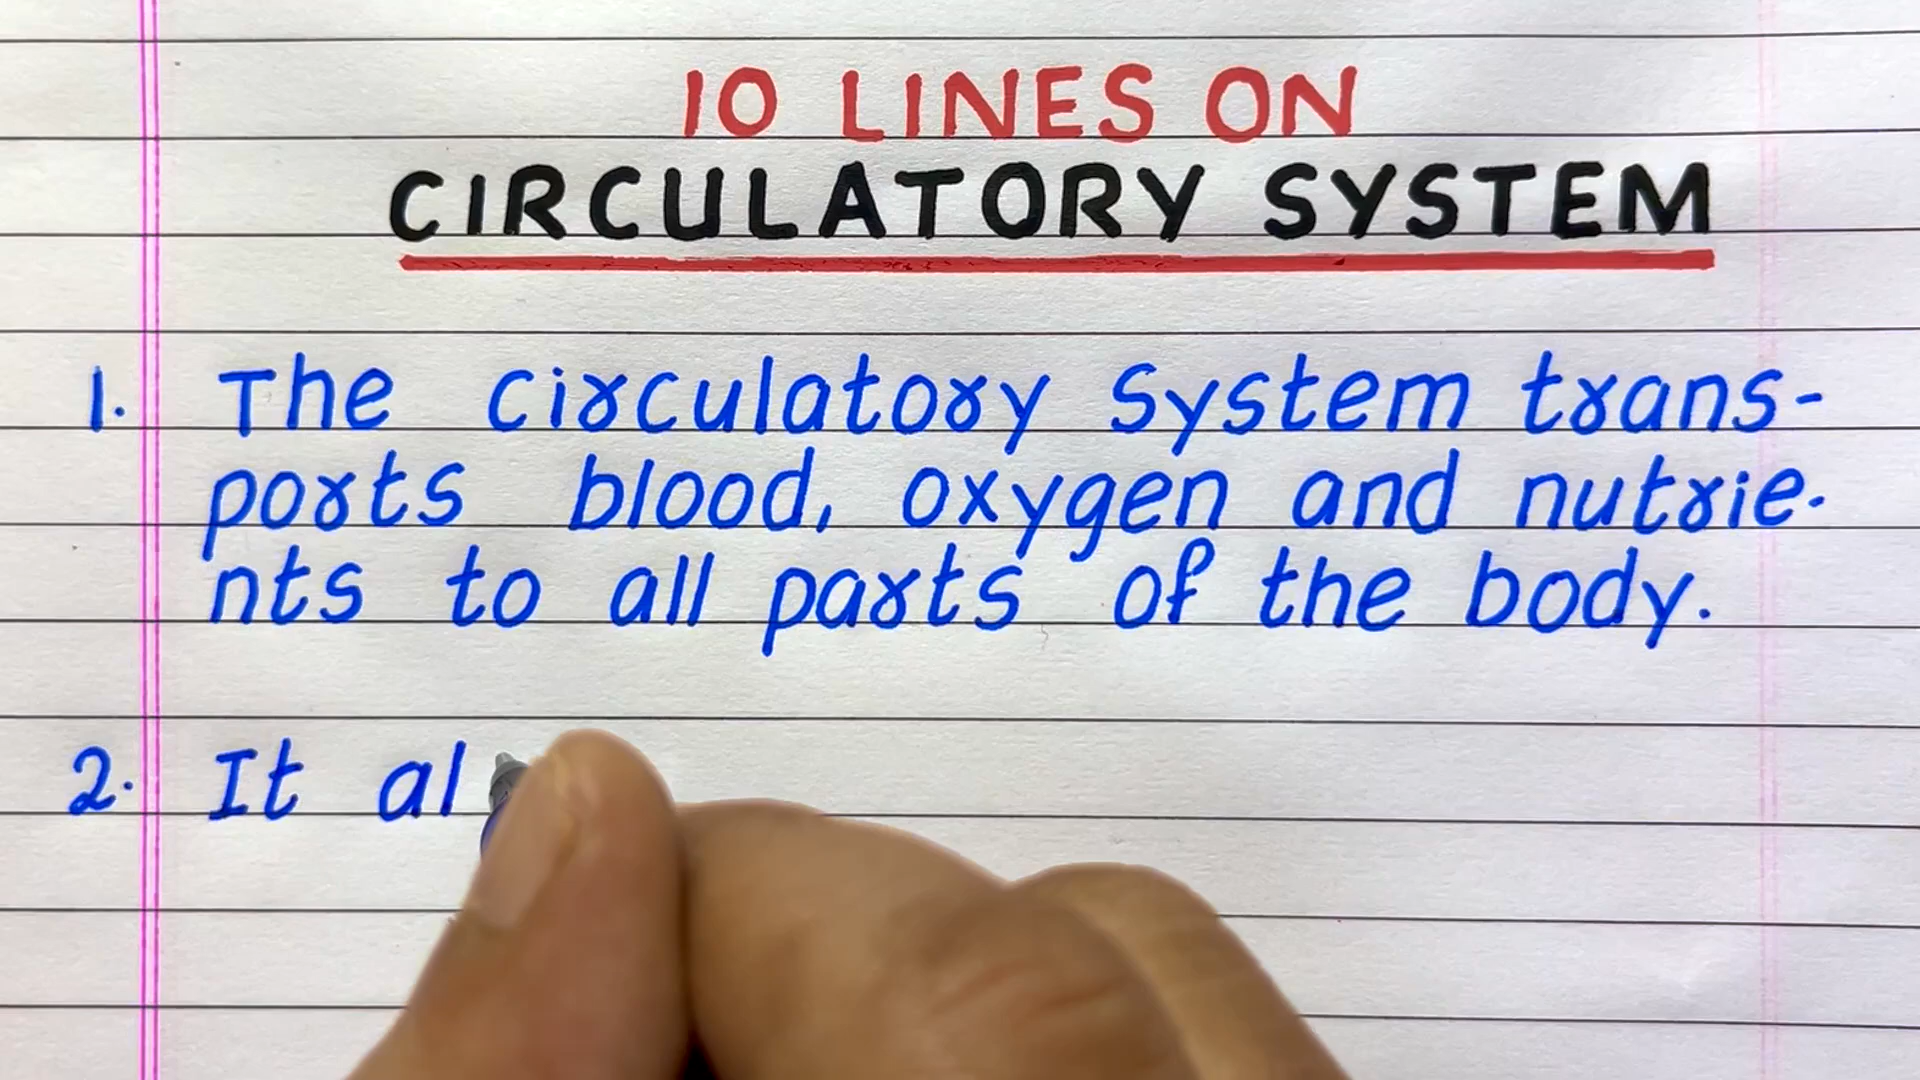 10 LINES ON
CIRCULATORY SYSTEM
1. The circulatory system trans-
ports blood, oxygen and nutrie-
nts to all parts of the body.
2. It al